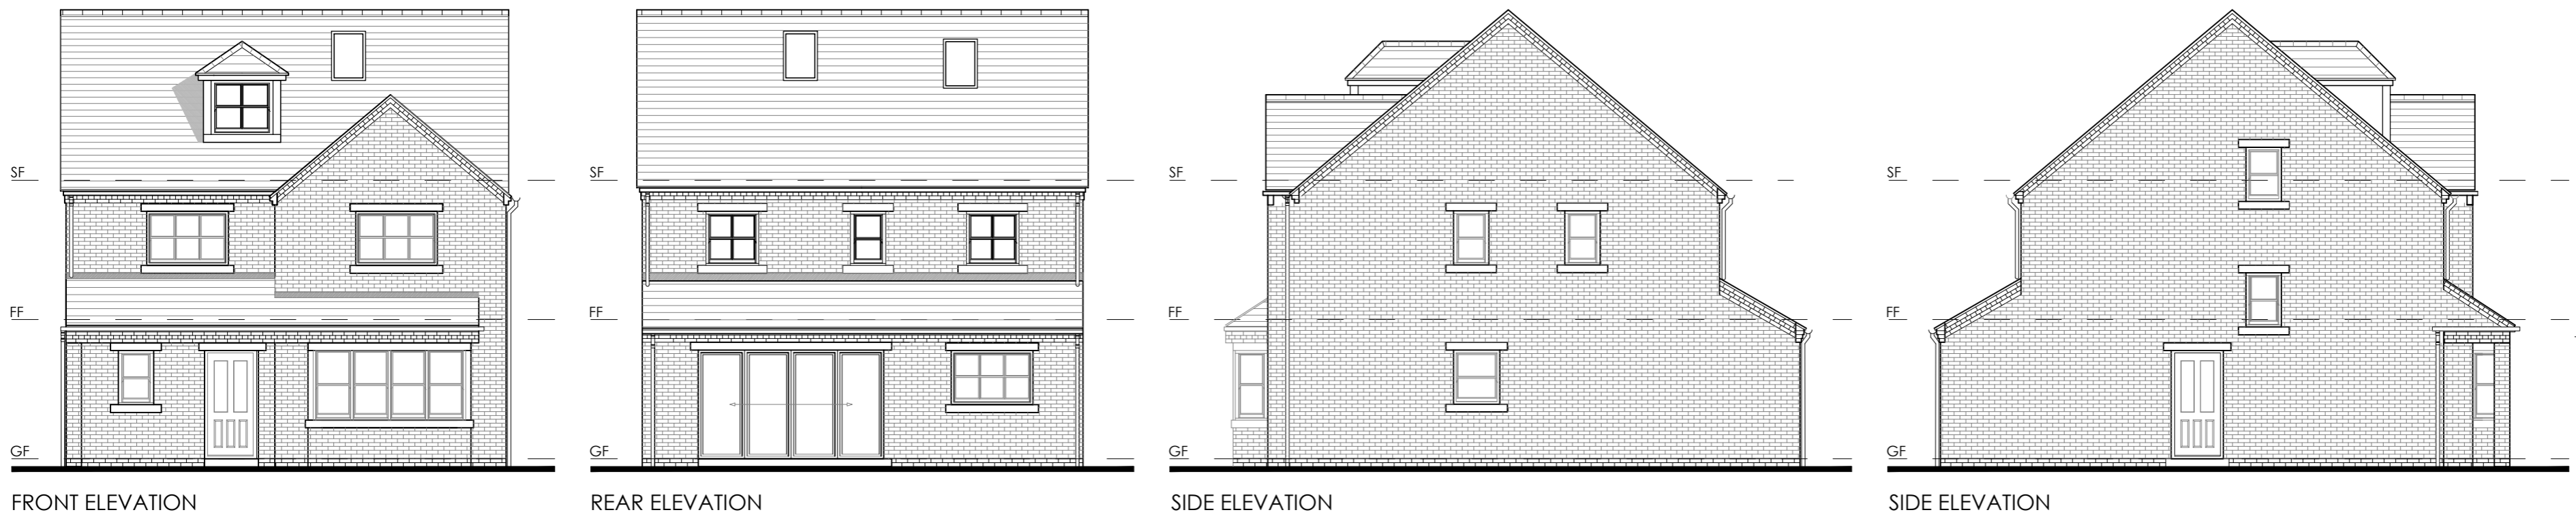 SF
FF
GF
FRONT ELEVATION
SF
FF
GF
REAR ELEVATION
SF
FF
GF
SIDE ELEVATION
SF
FF
GF
SIDE ELEVATION